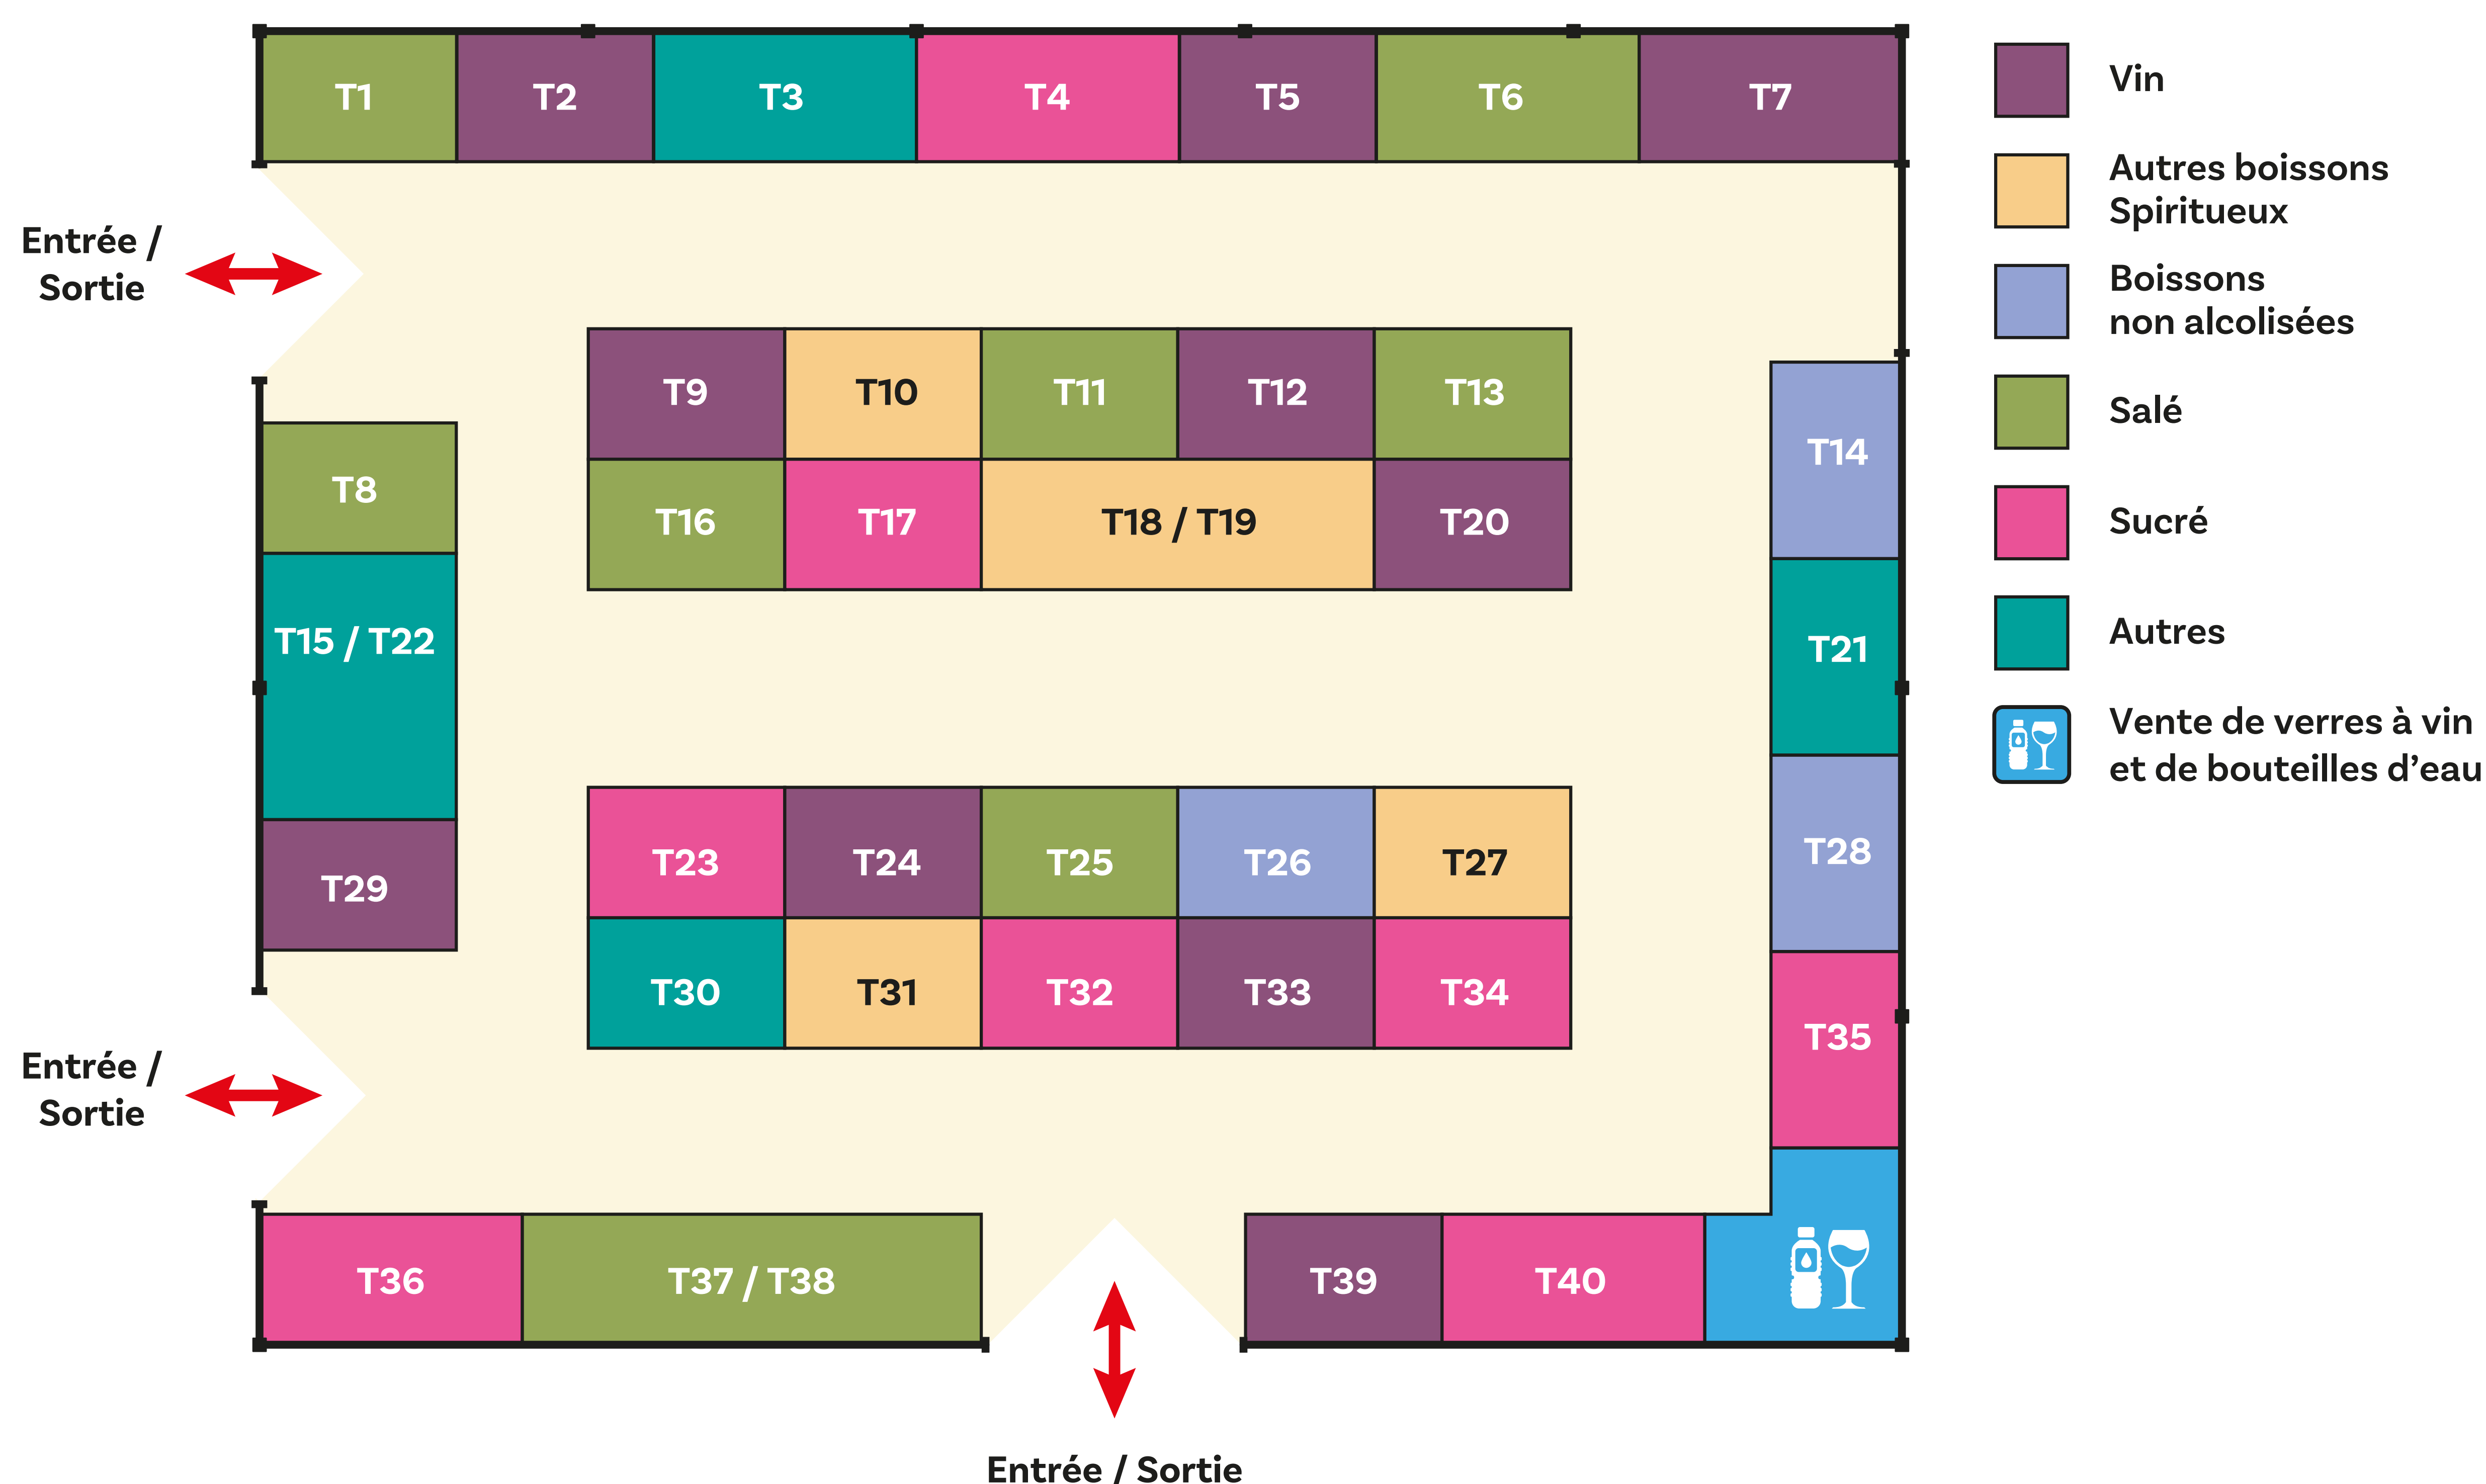 T1
T2
T3
T4
T5
T6
T7
Entrée /
Sortie
T8
T15 / T22
T29
T9
T10
T11
T12
T13
T16
T17
T18 / T19
T20
T14
T21
T28
T35
T23
T24
T25
T26
T27
T30
T31
T32
T33
T34
Entrée /
Sortie
T36
T37 / T38
T39
T40
Entrée / Sortie
Vin
Autres boissons
Spiritueux
Boissons
non alcolisées
Salé
Sucré
Autres
Vente de verres à vin
et de bouteilles d’eau